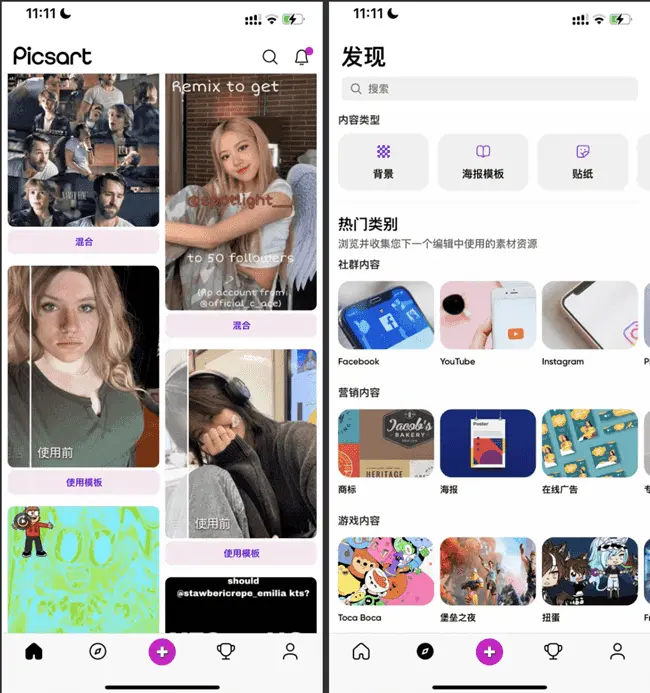 11:11
Picsart
Remix to get
@spotlight__
to 50 followers
(Rp account from
@official_c_ace)
混合
混合
使用前
使用模板
使用前
使用模板
should
@stawbericrepe_emilia kts?
11:11
发现
搜索
内容类型
背景
海报模板
贴纸
热门类别
浏览并收集您下一个编辑中使用的素材资源
社群内容
Facebook
YouTube
Instagram
营销内容
Jacob's
BAKERY
HERITAGE
Poster
商标
海报
在线广告
游戏内容
Toca Boca
堡垒之夜
扭蛋